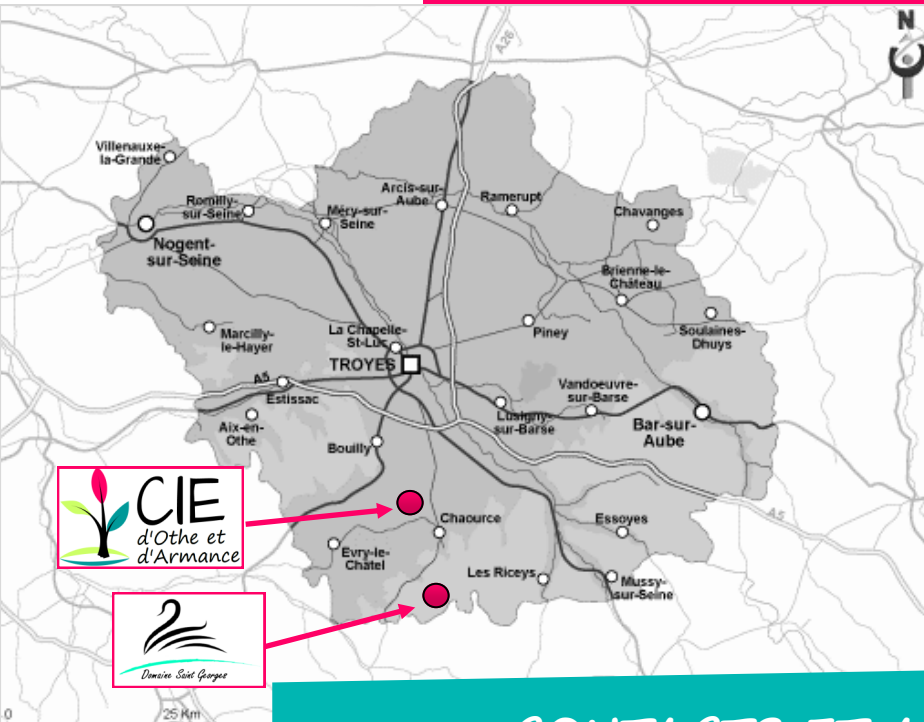 N
A26
Villenauxe-
la-Grande
Romilly-
sur-Seine
Nogent-
sur-Seine
Méry-sur-
Seine
Arcis-sur-
Aube
Ramerupt
Chavanges
Brienne-le-
Château
Soulaines-
Dhuys
Piney
Marcilly-
le-Hayer
La Chapelle-
St-Luc
TROYES
A5
Estissac
Aix-en-
Othe
Bouilly
Lusigny-
sur-Barse
Vandoeuvre-
sur-Barse
Bar-sur-
Aube
A5
CIE
d'Othe et
d'Armance
Chaource
Essoyes
Evry-le-
Châtel
Les Riceys
Mussy-
sur-Seine
Domaine Saint Georges
0
25 Km